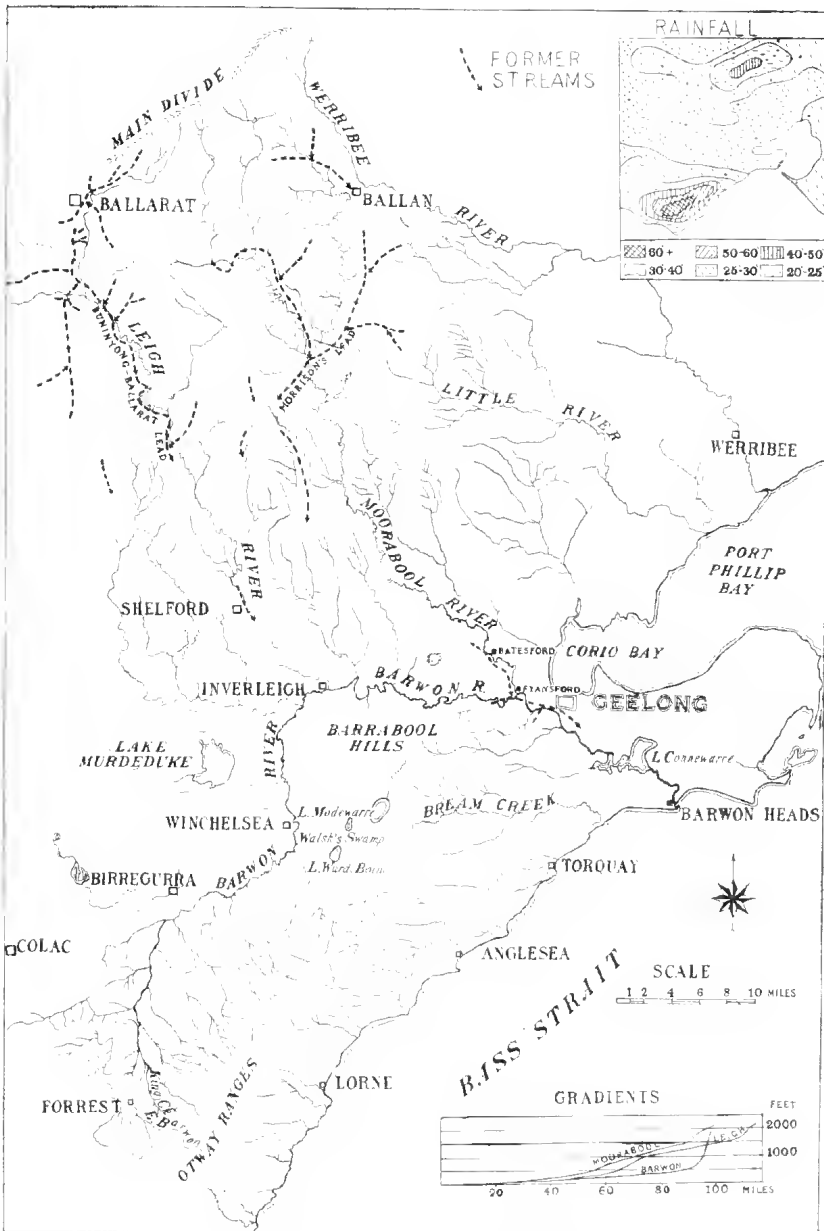 RAINFALL
FORMER
STREAMS
MAIN DIVIDE
WERRIBEE
RIVER
BALLARAT
BALLAN
60+ 50-60 40-50
30-40 25-30 20-25
LEIGH
BUNINYONG-BALLARAT LEAD
MORRISONS LEAD
LITTLE RIVER
WERRIBEE
MOORABOOL RIVER
PORT
PHILLIP
BAY
RIVER
SHELFORD
BATESFORD
CORIO BAY
INVERLEIGH
BARWON R.
FYANSFORD
GEELONG
BARRABOOL
HILLS
LAKE
MURDEDUKE
RIVER
L. Connewarre
L. Modewarre
BREAM CREEK
BARWON HEADS
WINCHELSEA
Walsh's Swamp
BARWON
BIRREGURRA
TORQUAY
COLAC
ANGLESEA
SCALE
1 2 4 6 8 10 MILES
BASS STRAIT
LORNE
FORREST
E.B.
OTWAY RANGES
GRADIENTS
FEET
2000
1000
MOORABOOL
LEIGH
BARWON
20 40 60 80 100 MILES